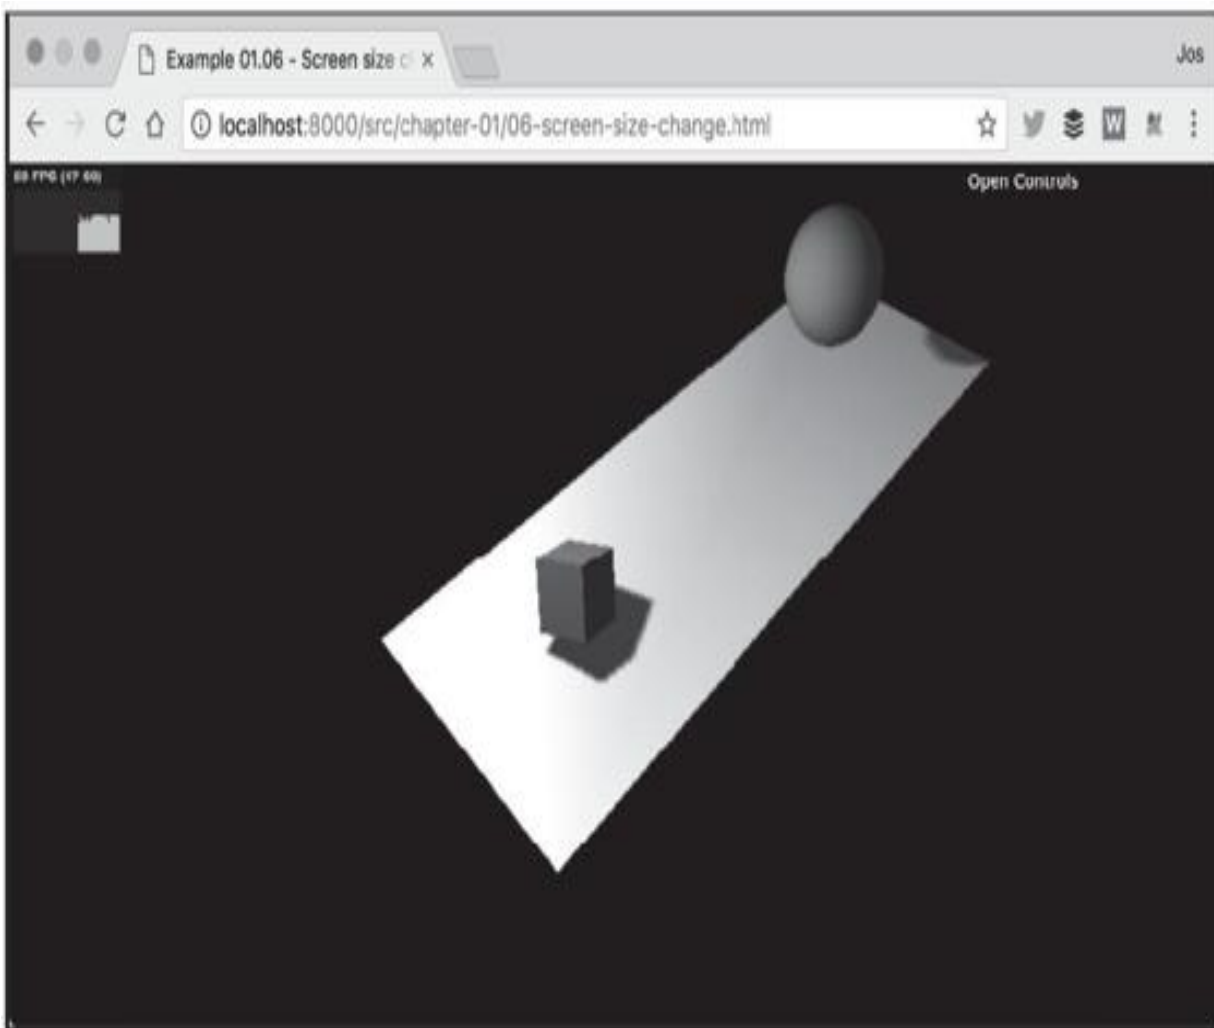 Example 01.06 - Screen size c
Jos
localhost:8000/src/chapter-01/06-screen-size-change.html
W
Open Controls